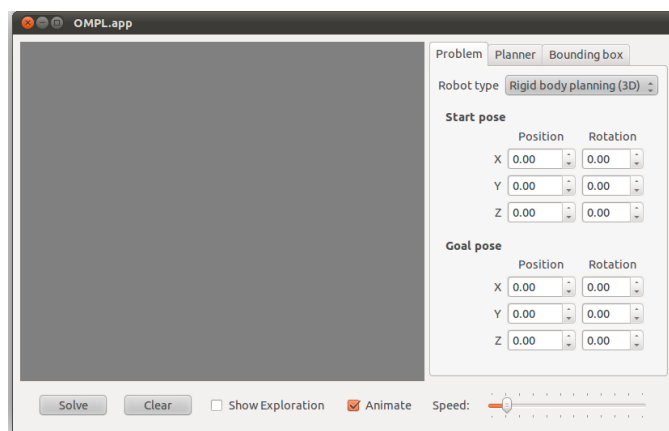 OMPL.app
Problem Planner Bounding box
Robot type Rigid body planning (3D)
Start pose
Position Rotation
X 0.00 0.00
Y 0.00 0.00
Z 0.00 0.00
Goal pose
Position Rotation
X 0.00 0.00
Y 0.00 0.00
Z 0.00 0.00
Solve Clear Show Exploration Animate Speed: